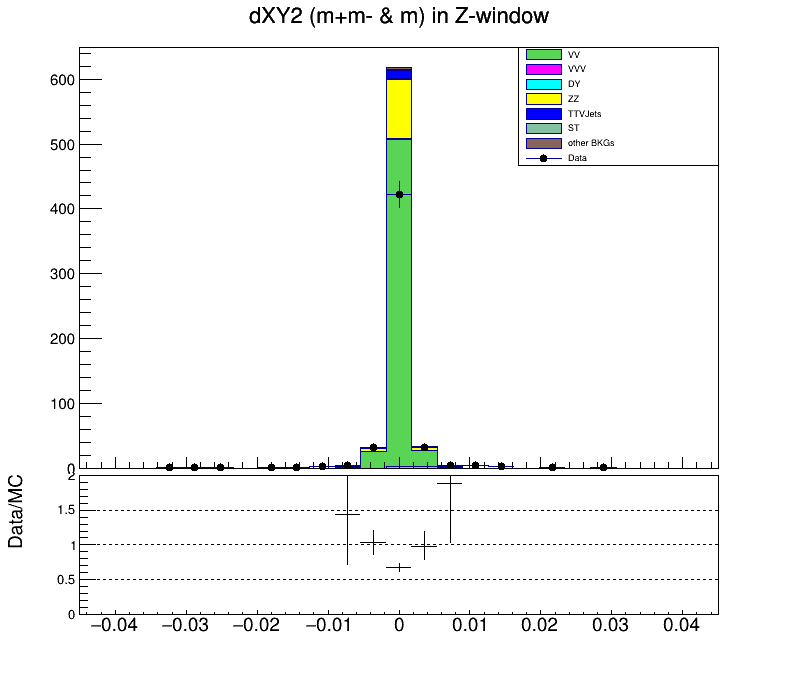 dXY2 (m+m- & m) in Z-window
VV
VVV
DY
ZZ
TTVJets
ST
other BKGs
Data
600
500
400
300
200
100
0
Data/MC
2
1.5
1
0.5
0
−0.04 −0.03 −0.02 −0.01 0 0.01 0.02 0.03 0.04